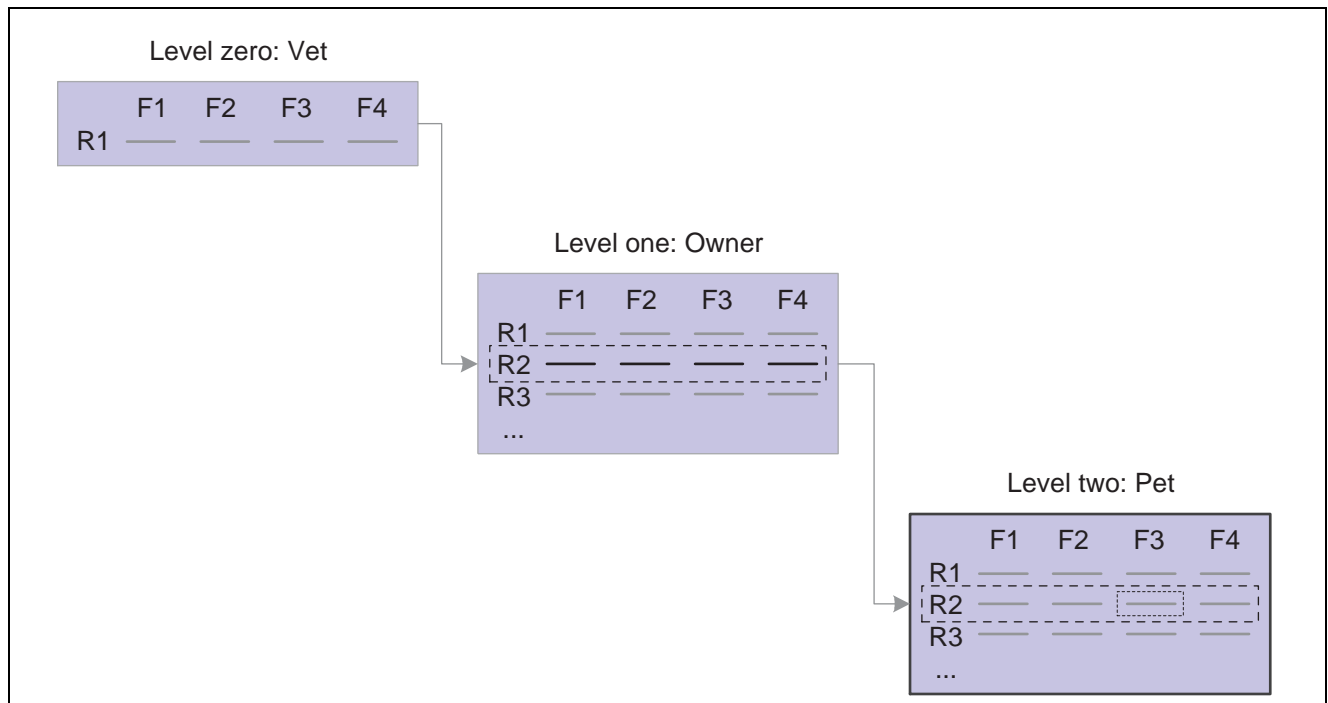 Level zero: Vet
F1 F2 F3 F4
R1
Level one: Owner
F1 F2 F3 F4
R1
R2
R3
...
Level two: Pet
F1 F2 F3 F4
R1
R2
R3
...